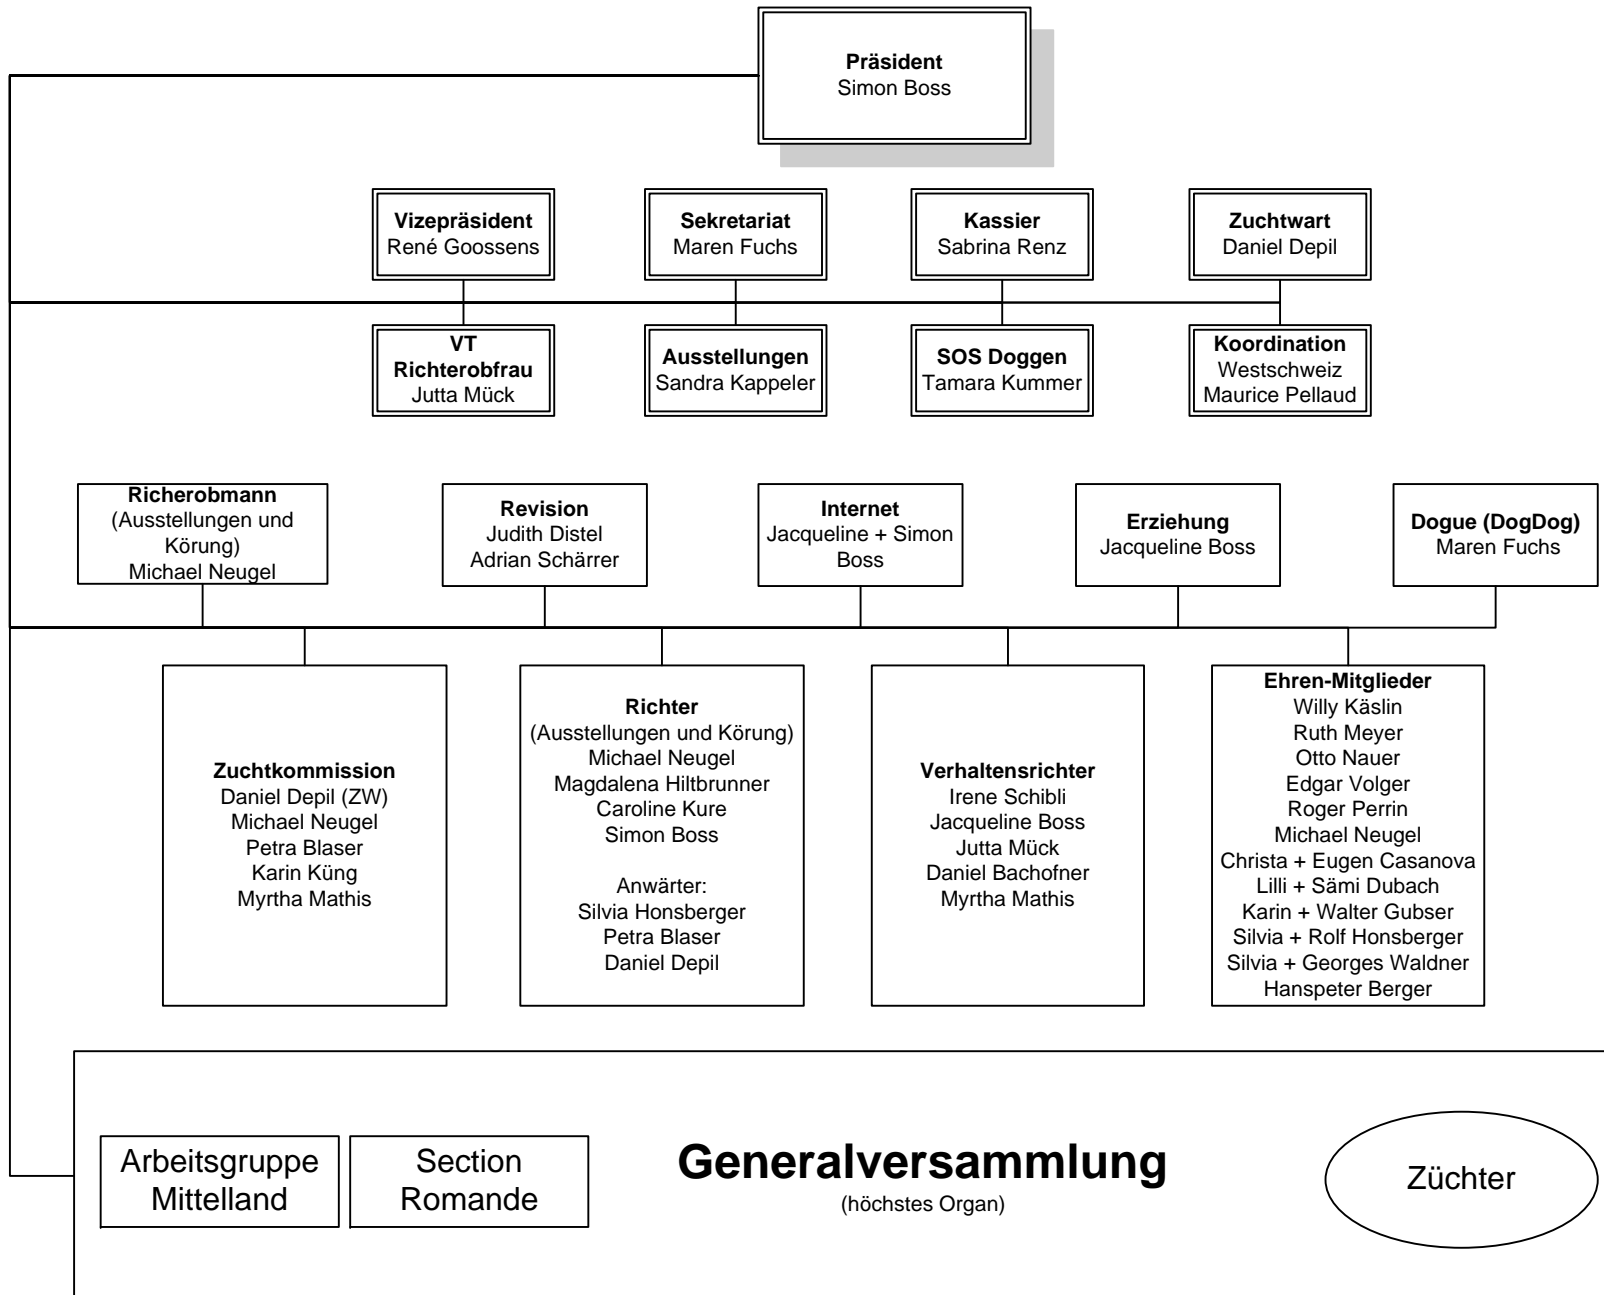 Präsident
Simon Boss
Vizepräsident
René Goossens
Sekretariat
Maren Fuchs
Kassier
Sabrina Renz
Zuchtwart
Daniel Depil
VT
Richterobfrau
Jutta Mück
Ausstellungen
Sandra Kappeler
SOS Doggen
Tamara Kummer
Koordination
Westschweiz
Maurice Pellaud
Richerobmann
(Ausstellungen und
Körung)
Michael Neugel
Revision
Judith Distel
Adrian Schärrer
Internet
Jacqueline + Simon
Boss
Erziehung
Jacqueline Boss
Dogue (DogDog)
Maren Fuchs
Zuchtkommission
Daniel Depil (ZW)
Michael Neugel
Petra Blaser
Karin Küng
Myrtha Mathis
Richter
(Ausstellungen und Körung)
Michael Neugel
Magdalena Hiltbrunner
Caroline Kure
Simon Boss
Anwärter:
Silvia Honsberger
Petra Blaser
Daniel Depil
Verhaltensrichter
Irene Schibli
Jacqueline Boss
Jutta Mück
Daniel Bachofner
Myrtha Mathis
Ehren-Mitglieder
Willy Käslin
Ruth Meyer
Otto Nauer
Edgar Volger
Roger Perrin
Michael Neugel
Christa + Eugen Casanova
Lilli + Sämi Dubach
Karin + Walter Gubser
Silvia + Rolf Honsberger
Silvia + Georges Waldner
Hanspeter Berger
Arbeitsgruppe
Mittelland
Section
Romande
Generalversammlung
(höchstes Organ)
Züchter